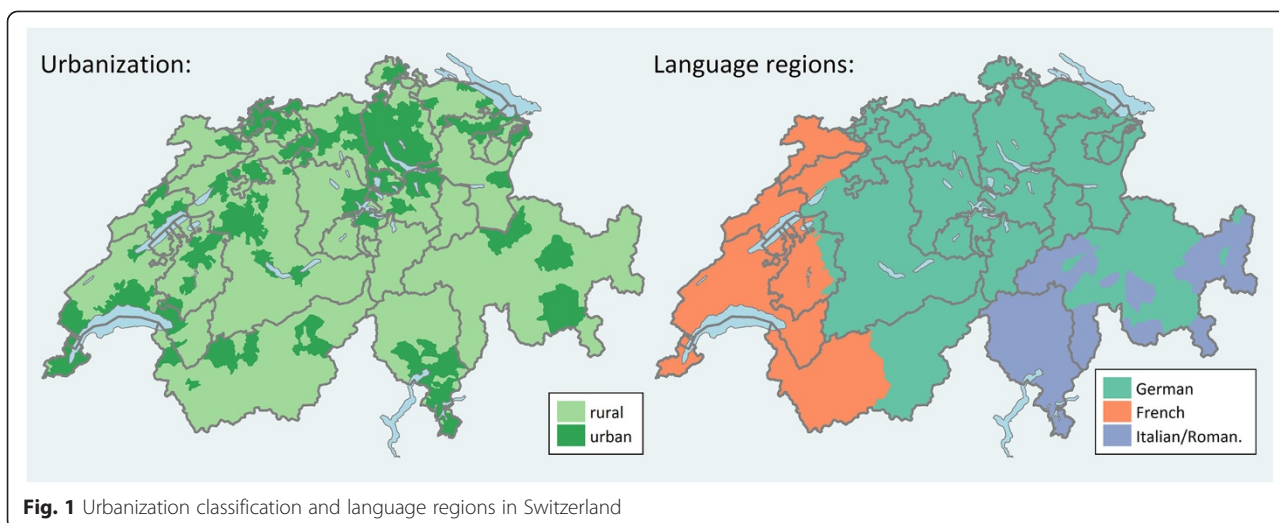 Urbanization:
Language regions:
rural
urban
German
French
Italian/Roman.
Fig. 1 Urbanization classification and language regions in Switzerland